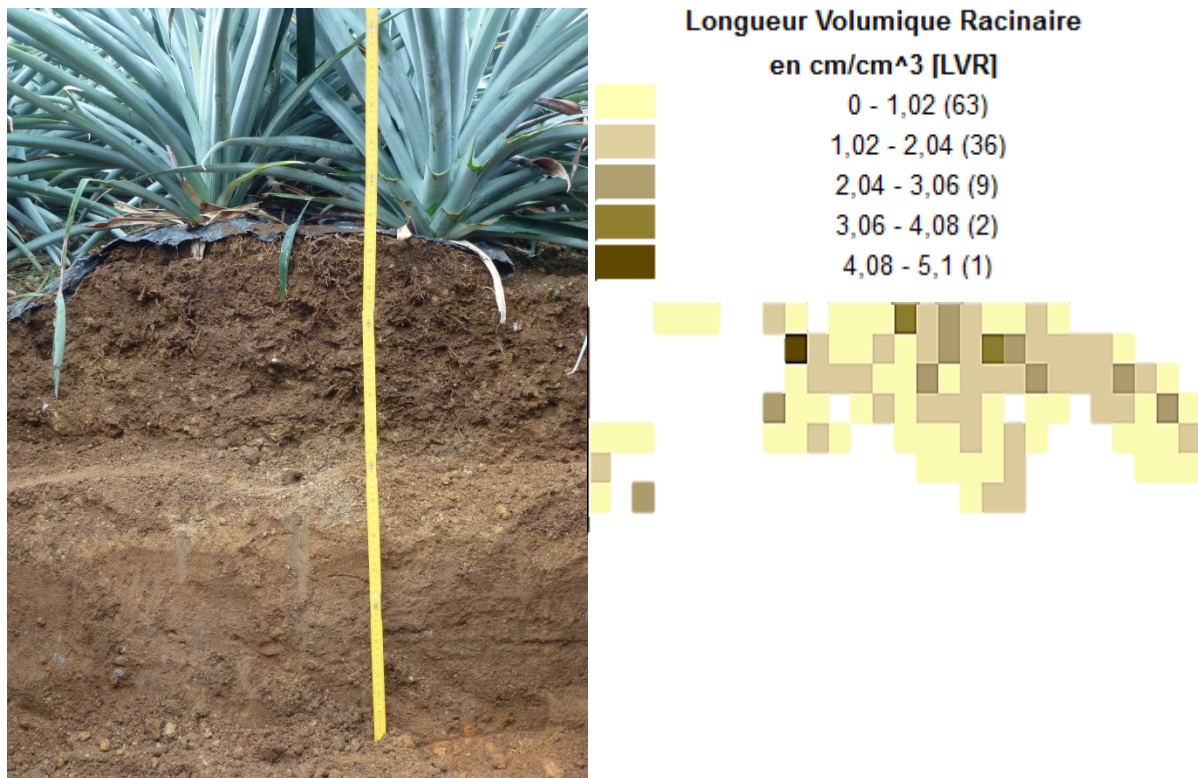 Longueur Volumique Racinaire
en cm/cm^3 [LVR]
0 - 1,02 (63)
1,02 - 2,04 (36)
2,04 - 3,06 (9)
3,06 - 4,08 (2)
4,08 - 5,1 (1)